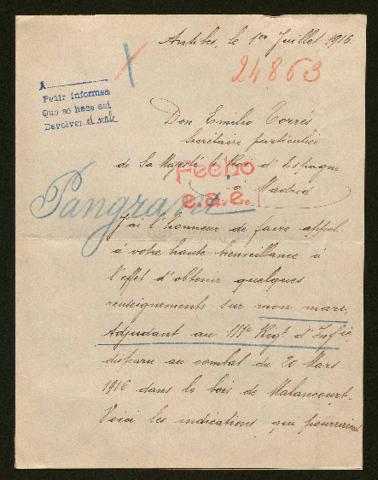 Antibes, le 1er Juillet 1916.
24863
A
Pedir informes
Que se hace así
Devolver el vale
Don Emilio Torrés
Secrétaire particulier
de Sa Majesté le Roi d'Espagne
à Madrid
FECHO
Pangrani
J'ai l'honneur de faire appel
à votre haute bienveillance à
l'effet d'obtenir quelques
renseignements sur mon mari,
Adjudant au 111e Régt d'Infie
disparu au combat du 20 Mars
1916 dans le bois de Malancourt.
Voici les indications qui pourraient